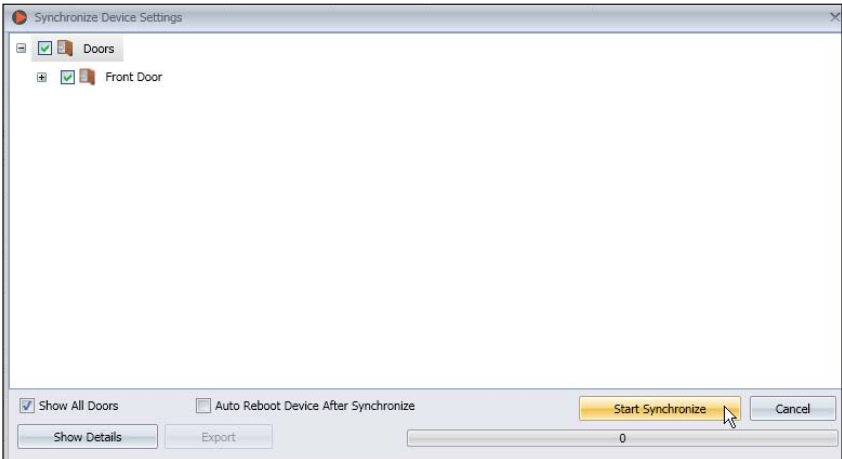 Synchronize Device Settings
Doors
Front Door
Show All Doors
Auto Reboot Device After Synchronize
Start Synchronize
Cancel
Show Details
Export
0